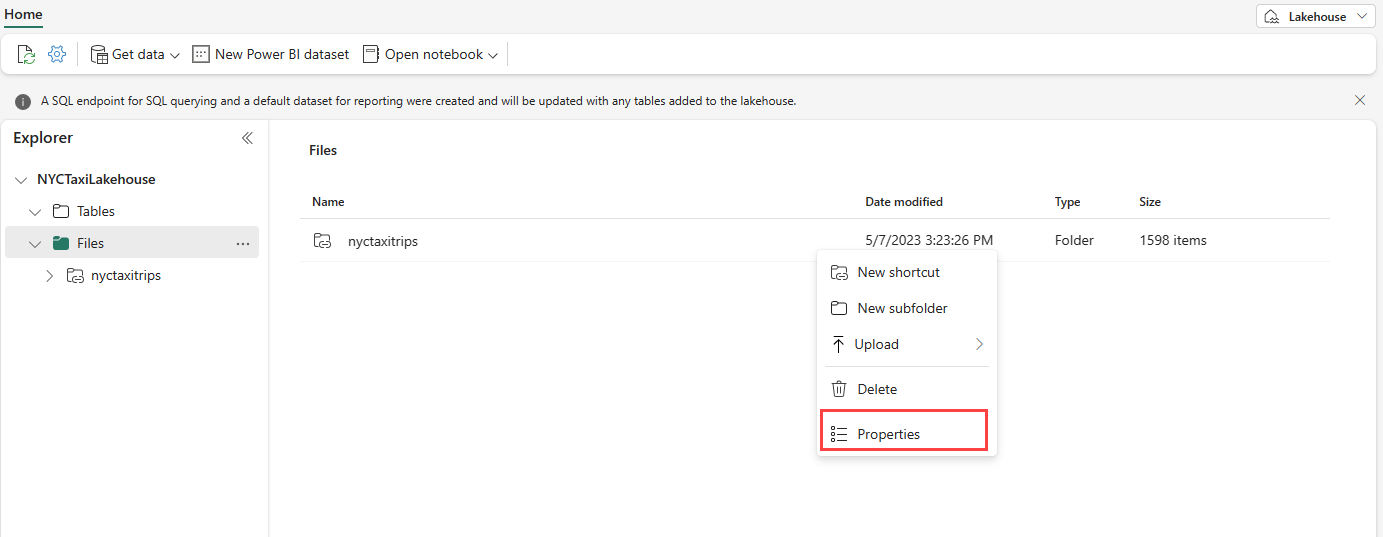 Home
Lakehouse
Get data
New Power BI dataset
Open notebook
A SQL endpoint for SQL querying and a default dataset for reporting were created and will be updated with any tables added to the lakehouse.
Explorer
NYCTaxiLakehouse
Tables
Files
nyctaxitrips
Files
Name Date modified Type Size
nyctaxitrips 5/7/2023 3:23:26 PM Folder 1598 items
New shortcut
New subfolder
Upload
Delete
Properties